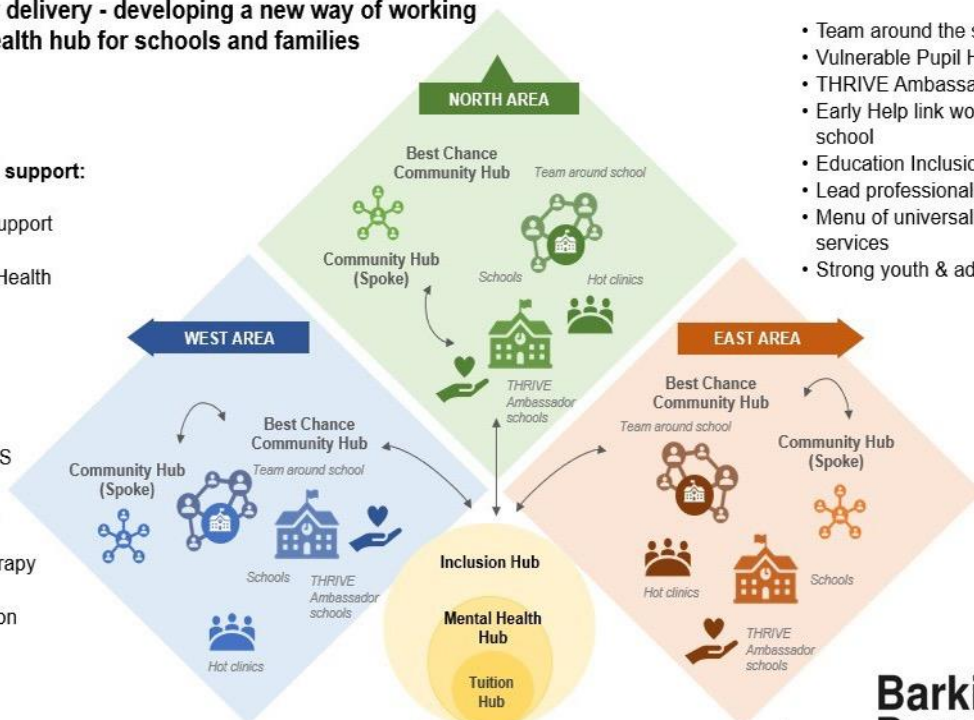 delivery - developing a new way of working
ealth hub for schools and families
support:
upport
Health
S
rapy
on
• Team around the s
• Vulnerable Pupil H
• THRIVE Ambassa
• Early Help link wo
school
• Education Inclusio
• Lead professional
• Menu of universal
services
• Strong youth & ad
NORTH AREA
Best Chance
Community Hub
Team around school
Community Hub
(Spoke)
Schools
Hot clinics
THRIVE
Ambassador
schools
WEST AREA
Best Chance
Community Hub
Community Hub
(Spoke)
Team around school
Schools
THRIVE
Ambassador
schools
Hot clinics
EAST AREA
Best Chance
Community Hub
Team around school
Community Hub
(Spoke)
Hot clinics
Schools
THRIVE
Ambassador
schools
Inclusion Hub
Mental Health
Hub
Tuition
Hub
Barki